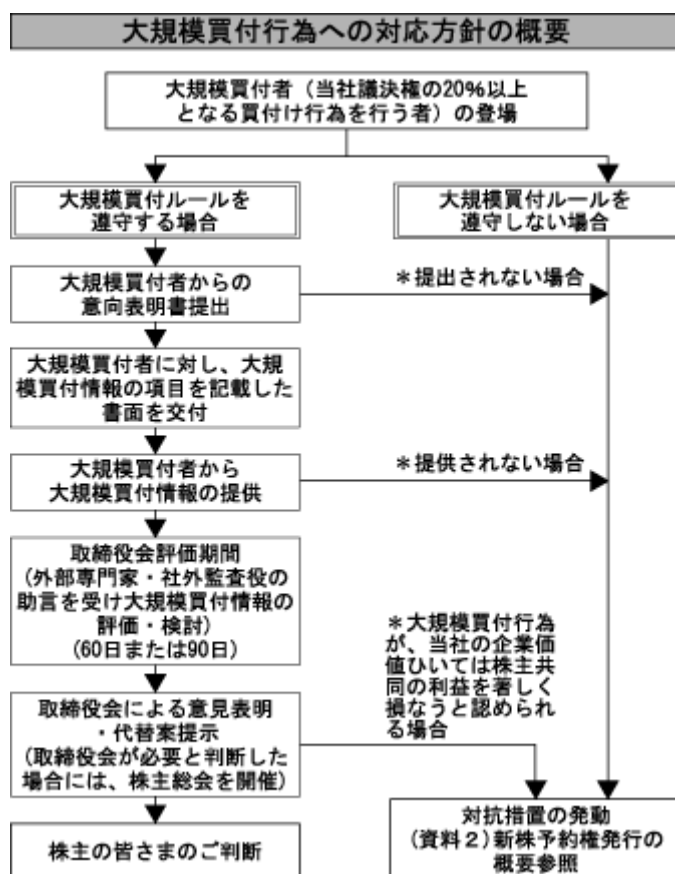 大規模買付行為への対応方針の概要
大規模買付者（当社議決権の20％以上
となる買付け行為を行う者）の登場
大規模買付ルールを
遵守する場合
大規模買付ルールを
遵守しない場合
大規模買付者からの
意向表明書提出
＊提出されない場合
大規模買付者に対し、大規
模買付情報の項目を記載した
書面を交付
大規模買付者から
大規模買付情報の提供
＊提供されない場合
取締役会評価期間
(外部専門家・社外監査役の
助言を受け大規模買付情報の
評価・検討)
(60日または90日)
＊大規模買付行為
が、当社の企業価
値ひいては株主共
同の利益を著しく
損なうと認められ
る場合
取締役会による意見表明
・代替案提示
(取締役会が必要と判断した
場合には、株主総会を開催)
株主の皆さまのご判断
対抗措置の発動
(資料２)新株予約権発行の
概要参照